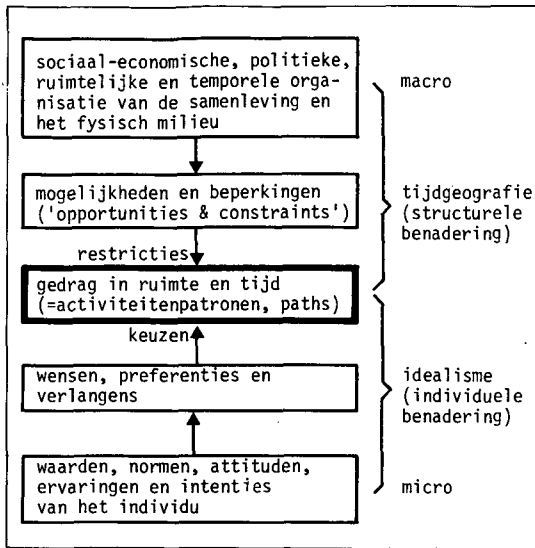 sociaal-economische, politieke,
ruimtelijke en temporele orga-
nisatie van de samenleving en
het fysisch milieu
macro
mogelijkheden en beperkingen
('opportunities & constraints')
tijdgeografie
(structurele
benadering)
restricties
gedrag in ruimte en tijd
(=activiteitenpatronen, paths)
keuzen
wensen, preferenties en
verlangens
idealisme
(individuele
benadering)
waarden, normen, attituden,
ervaringen en intenties
van het individu
micro